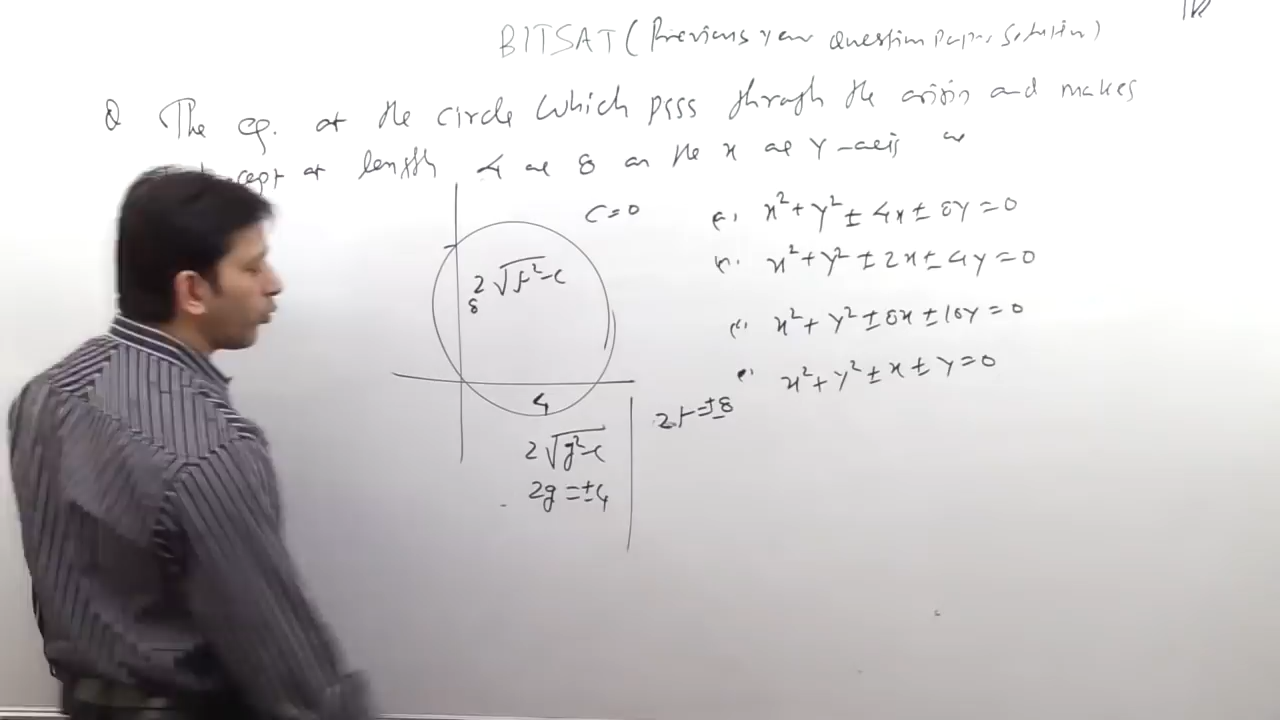 BITSAT (Previous year question paper solution)
Q The eq. of the circle which pass through the origin and makes
cept of length 4 and 8 on the x and y-axis
c=0
(a). x²+y² ± 4x ± 8y = 0
x²+y² ± 2x ± 4y = 0
(c). x²+y² ± 8x ± 16y = 0
x²+y² ± x ± y = 0
2√f²-c
8
4
2f = ±8
2√g²-c
2g = ±4